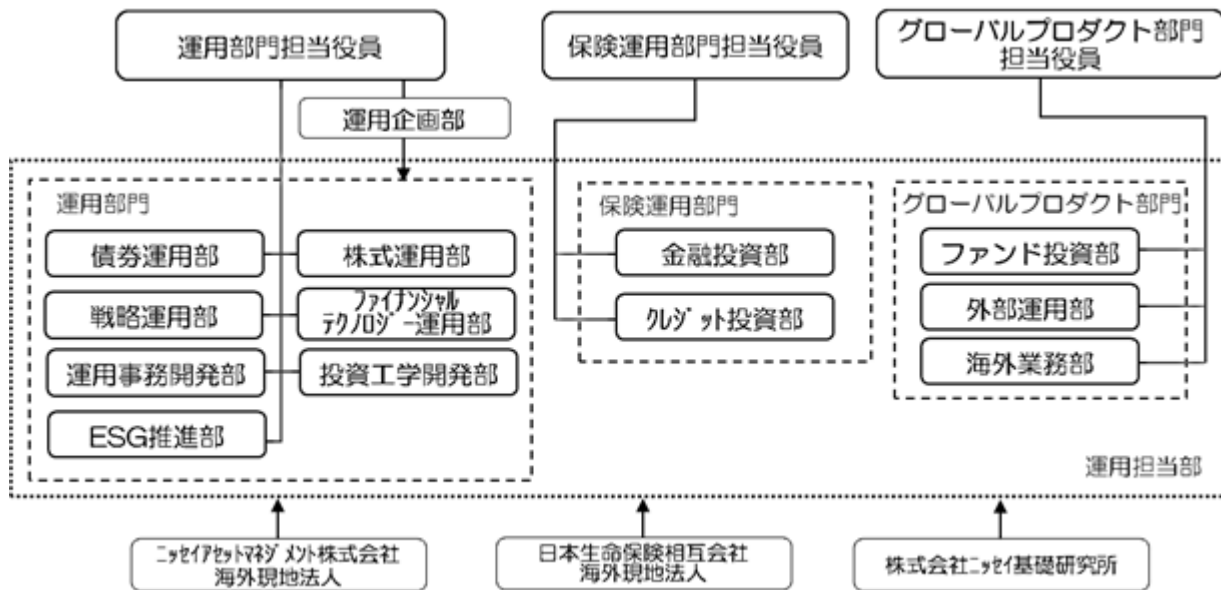 運用部門担当役員
保険運用部門担当役員
グローバルプロダクト部門
担当役員
運用企画部
運用部門
債券運用部
株式運用部
戦略運用部
ファイナンシャル
テクノロジー運用部
運用事務開発部
投資工学開発部
ESG推進部
保険運用部門
金融投資部
クレジット投資部
グローバルプロダクト部門
ファンド投資部
外部運用部
海外業務部
運用担当部
ニッセイアセットマネジメント株式会社
海外現地法人
日本生命保険相互会社
海外現地法人
株式会社ニッセイ基礎研究所